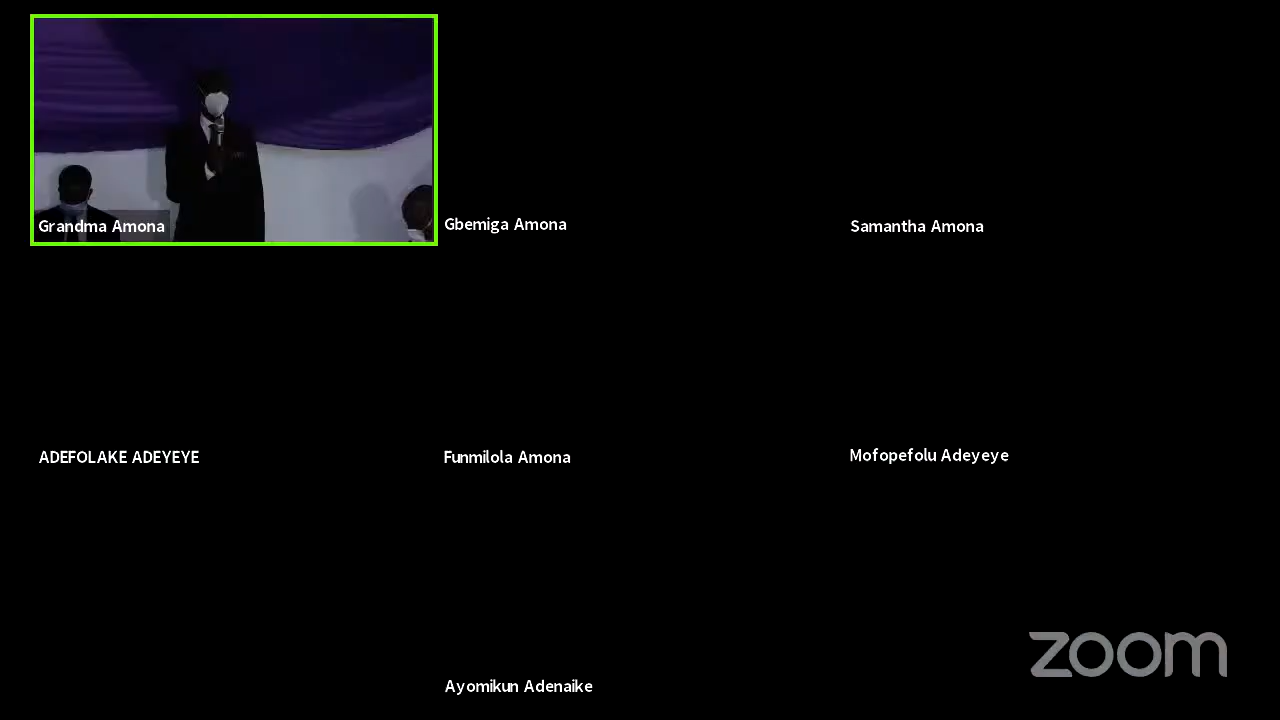 Grandma Amona
Gbemiga Amona
Samantha Amona
ADEFOLAKE ADEYEYE
Funmilola Amona
Mofopefolu Adeyeye
Ayomikun Adenaike
zoom